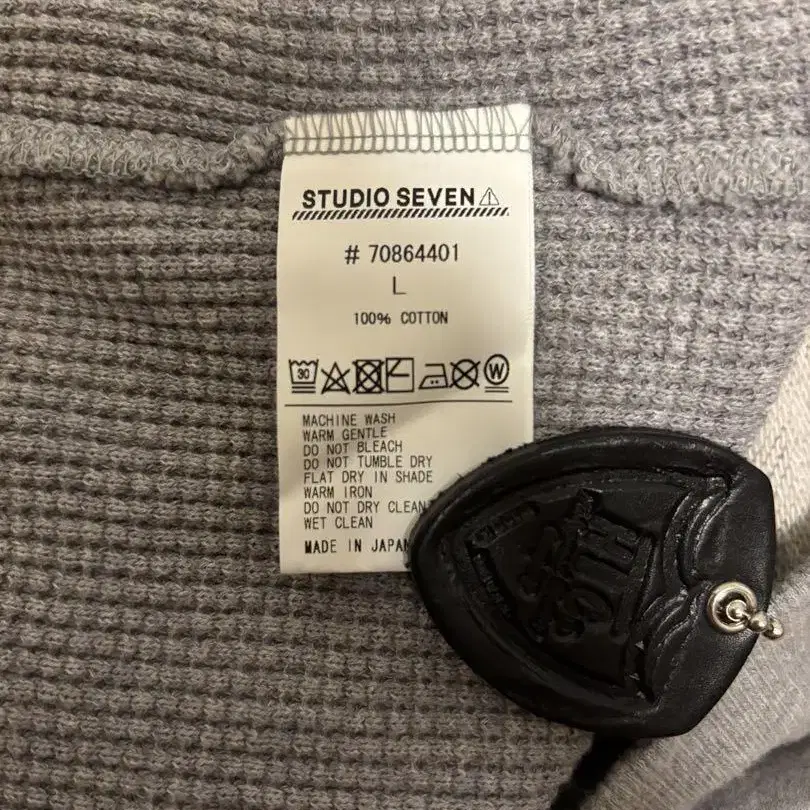 STUDIO SEVEN
# 70864401
L
100% COTTON
30
W
MACHINE WASH
WARM GENTLE
DO NOT BLEACH
DO NOT TUMBLE DRY
FLAT DRY IN SHADE
WARM IRON
DO NOT DRY CLEAN
WET CLEAN
MADE IN JAPAN